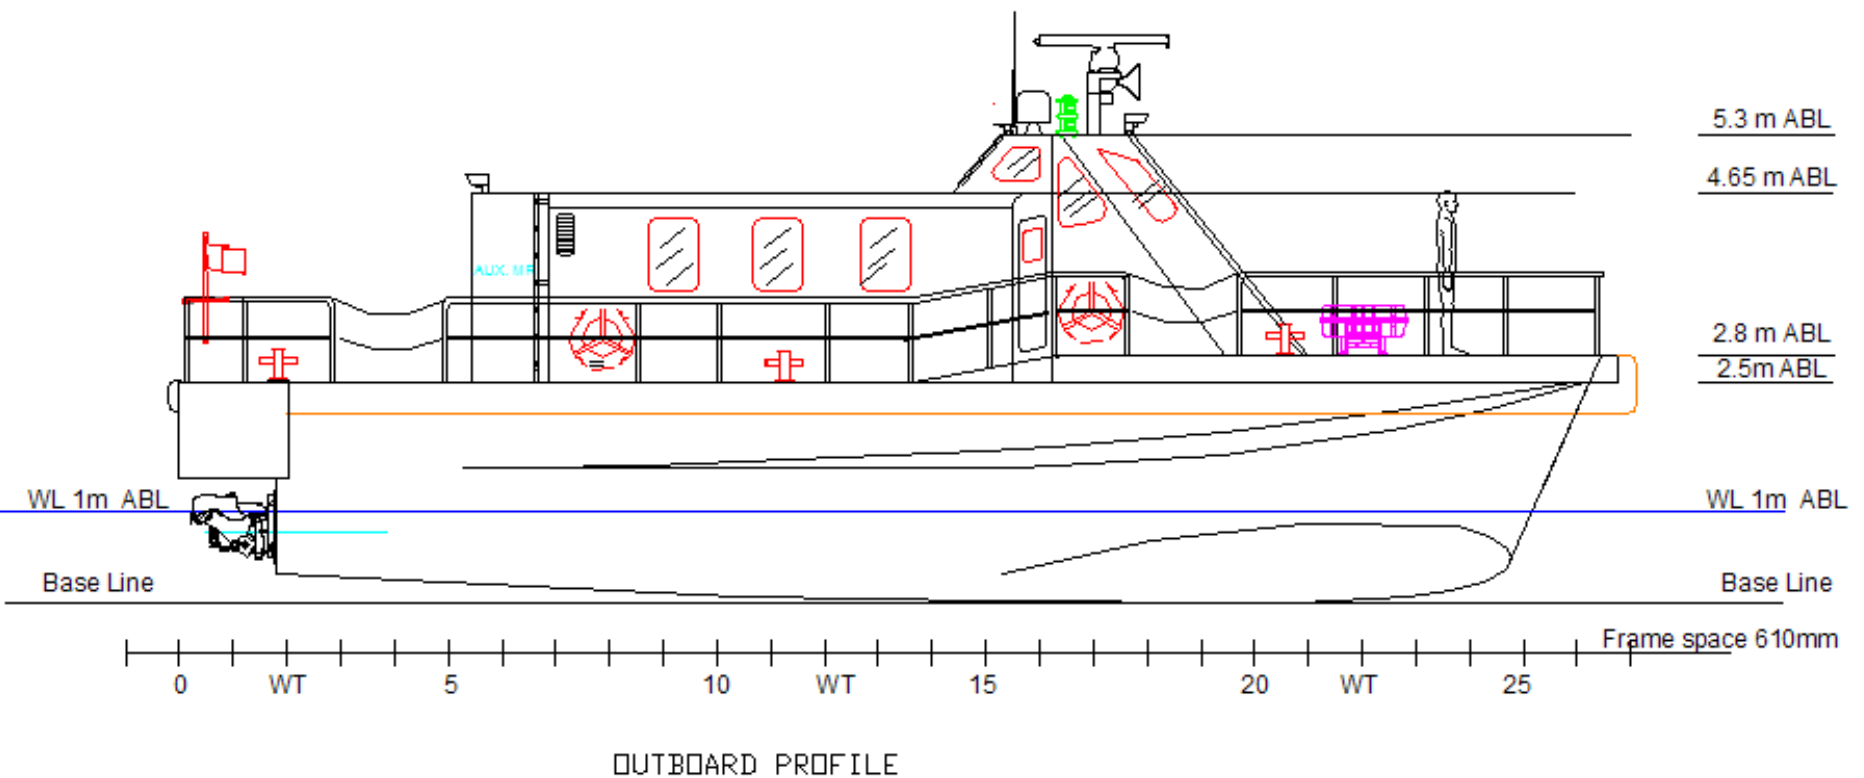 5.3 m ABL
4.65 m ABL
AUX. MR
2.8 m ABL
2.5m ABL
WL 1m ABL
WL 1m ABL
Base Line
Base Line
Frame space 610mm
0 WT 5 10 WT 15 20 WT 25
OUTBOARD PROFILE